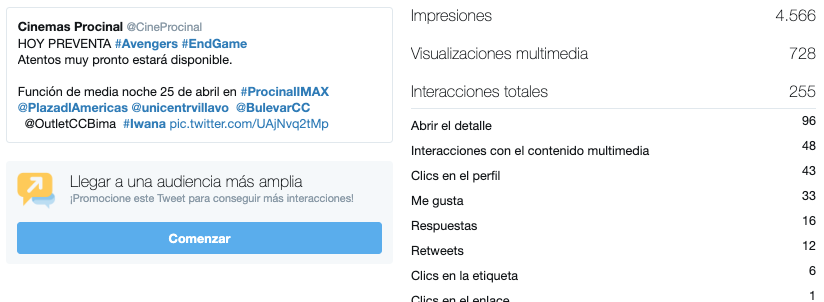 Cinemas Procinal @CineProcinal
HOY PREVENTA #Avengers #EndGame
Atentos muy pronto estará disponible.
Función de media noche 25 de abril en #ProcinalIMAX
@PlazadlAmericas @unicentrvillavo @BulevarCC
@OutletCCBima #Iwana pic.twitter.com/UAjNvq2tMp
Llegar a una audiencia más amplia
¡Promocione este Tweet para conseguir más interacciones!
Comenzar
Impresiones 4.566
Visualizaciones multimedia 728
Interacciones totales 255
Abrir el detalle 96
Interacciones con el contenido multimedia 48
Clics en el perfil 43
Me gusta 33
Respuestas 16
Retweets 12
Clics en la etiqueta 6
Clics en el enlace 1